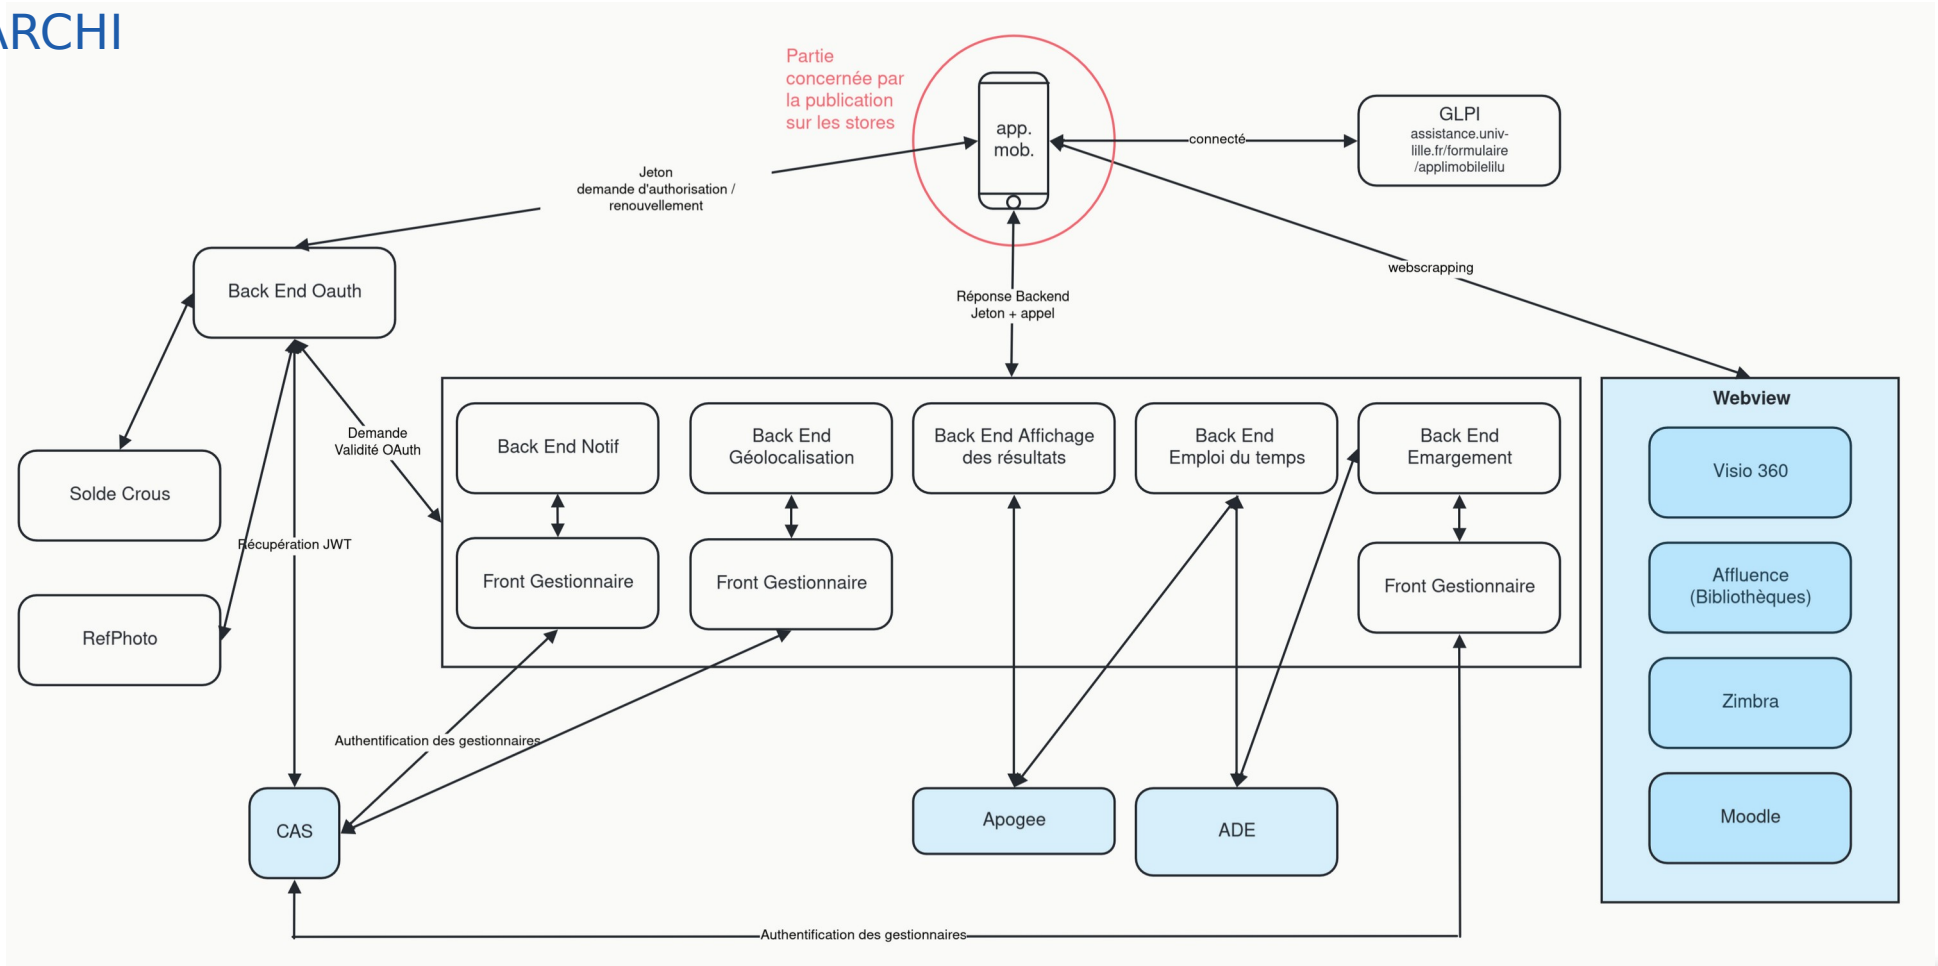 ARCHI
Partie
concernée par
la publication
sur les stores
app.
mob.
GLPI
assistance.univ-
lille.fr/formulaire
/applimobilelilu
connecté
Jeton
demande d'authorisation /
renouvellement
Back End Oauth
webscrapping
Réponse Backend
Jeton + appel
Demande
Validité OAuth
Solde Crous
Récupération JWT
RefPhoto
Back End Notif
Back End
Géolocalisation
Back End Affichage
des résultats
Back End
Emploi du temps
Back End
Emargement
Front Gestionnaire
Front Gestionnaire
Front Gestionnaire
Webview
Visio 360
Affluence
(Bibliothèques)
Zimbra
Moodle
Authentification des gestionnaires
CAS
Apogee
ADE
Authentification des gestionnaires